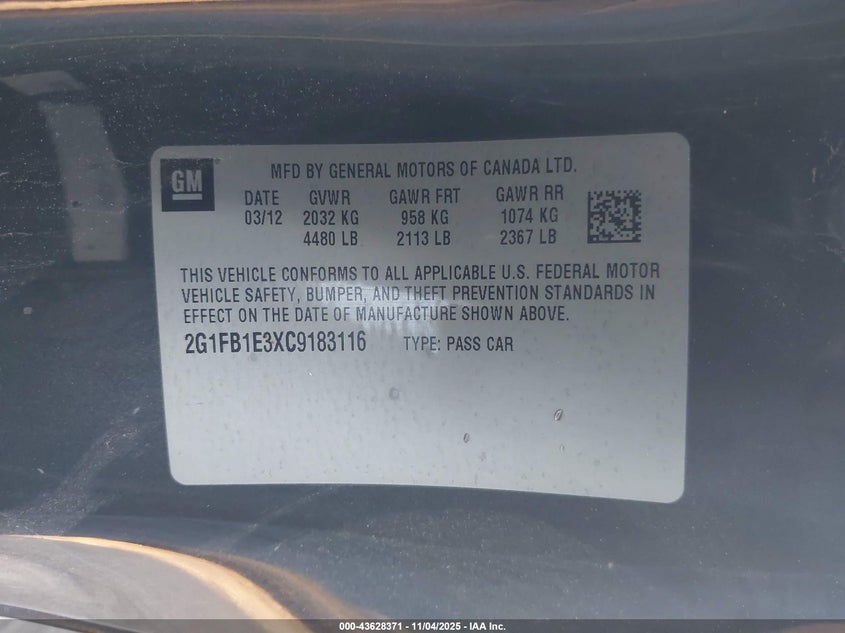 GM
MFD BY GENERAL MOTORS OF CANADA LTD.
DATE GVWR GAWR FRT GAWR RR
03/12 2032 KG 958 KG 1074 KG
4480 LB 2113 LB 2367 LB
THIS VEHICLE CONFORMS TO ALL APPLICABLE U.S. FEDERAL MOTOR
VEHICLE SAFETY, BUMPER, AND THEFT PREVENTION STANDARDS IN
EFFECT ON THE DATE OF MANUFACTURE SHOWN ABOVE.
2G1FB1E3XC9183116 TYPE: PASS CAR
000-43628371 - 11/04/2025 - IAA Inc.